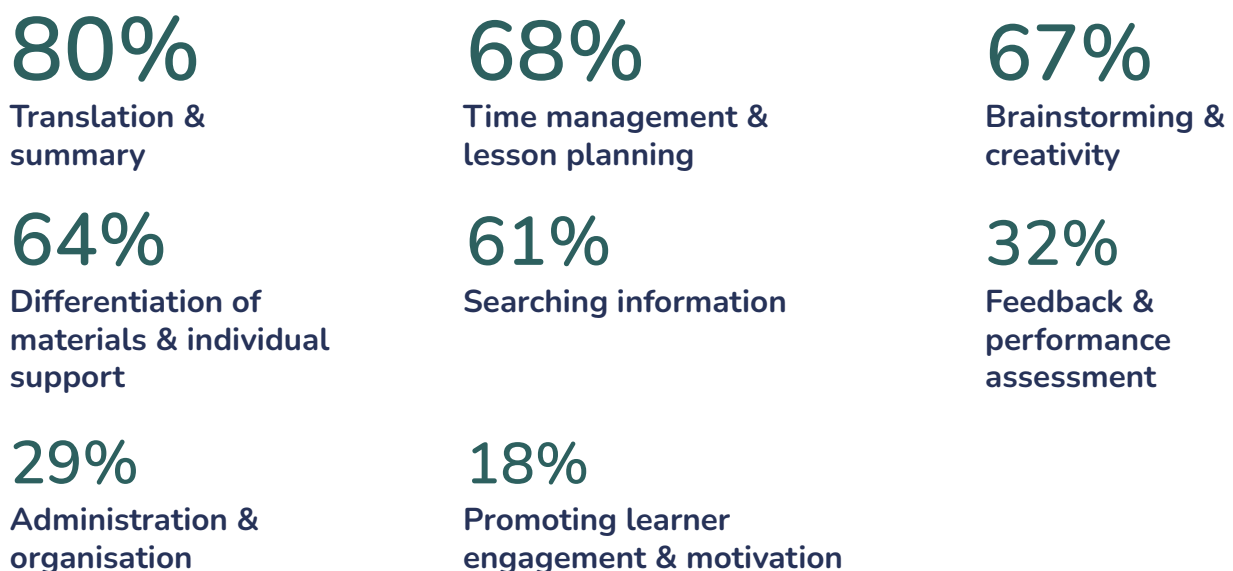 80%
Translation &
summary
68%
Time management &
lesson planning
67%
Brainstorming &
creativity
64%
Differentiation of
materials & individual
support
61%
Searching information
32%
Feedback &
performance
assessment
29%
Administration &
organisation
18%
Promoting learner
engagement & motivation